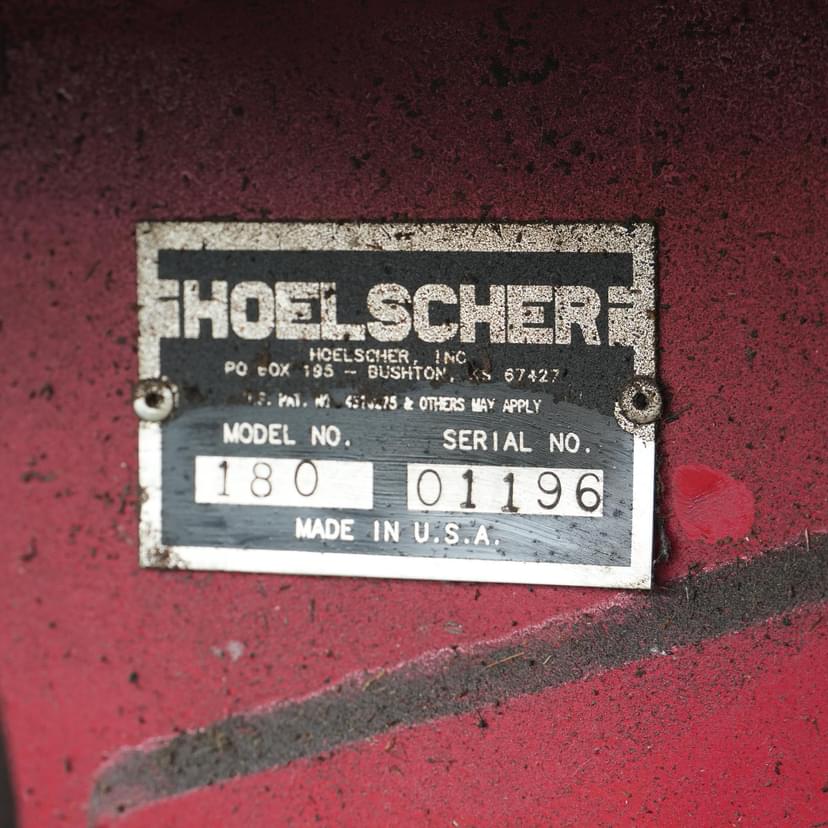 HOELSCHER
HOELSCHER, INC
PO BOX 195 - BUSHTON, KS 67427
PAT. & OTHERS MAY APPLY
MODEL NO. SERIAL NO.
180 01196
MADE IN U.S.A.